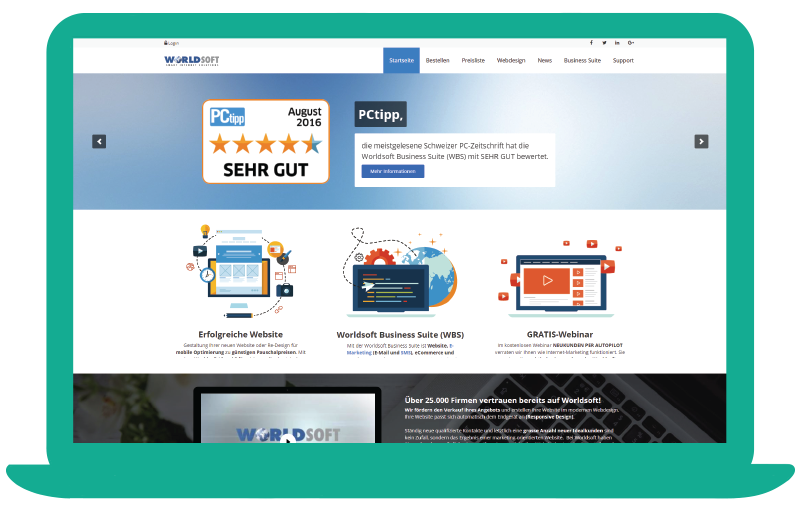 Login
WORLDSOFT
SMART INTERNET SOLUTIONS
Startseite Bestellen Preisliste Webdesign News Business Suite Support
PCtipp
August
2016
SEHR GUT
PCtipp,
die meistgelesene Schweizer PC-Zeitschrift hat die
Worldsoft Business Suite (WBS) mit SEHR GUT bewertet.
Mehr Informationen
Erfolgreiche Website
Gestaltung Ihrer neuen Website oder Re-Design für
mobile Optimierung zu günstigen Pauschalpreisen. Mit
Worldsoft Business Suite (WBS)
Mit der Worldsoft Business Suite ist Website, E-
Marketing (E-Mail und SMS), eCommerce und
GRATIS-Webinar
Im kostenlosen Webinar NEUKUNDEN PER AUTOPILOT
verraten wir Ihnen wie Internet-Marketing funktioniert. Sie
WORLDSOFT
Über 25.000 Firmen vertrauen bereits auf Worldsoft!
Wir fördern den Verkauf Ihres Angebots und erstellen Ihre Website im modernen Webdesign.
Ihre Website passt sich automatisch dem Endgerät an (Responsive Design).
Ständig neue qualifizierte Kontakte und letztlich eine grosse Anzahl neuer Idealkunden sind
kein Zufall, sondern das Ergebnis einer marketing-orientierten Website. Bei Worldsoft haben